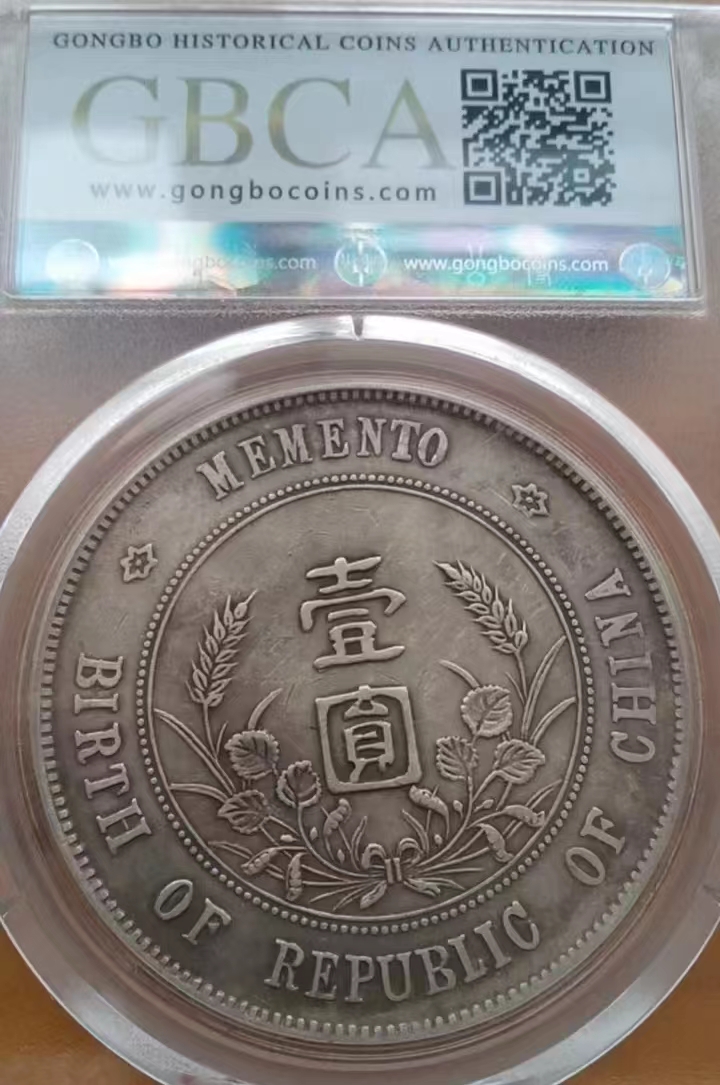 GONGBO HISTORICAL COINS AUTHENTICATION
GBCA
www.gongbocoins.com
www.gongbocoins.com
MEMENTO
BIRTH OF REPUBLIC OF CHINA
壹
圓